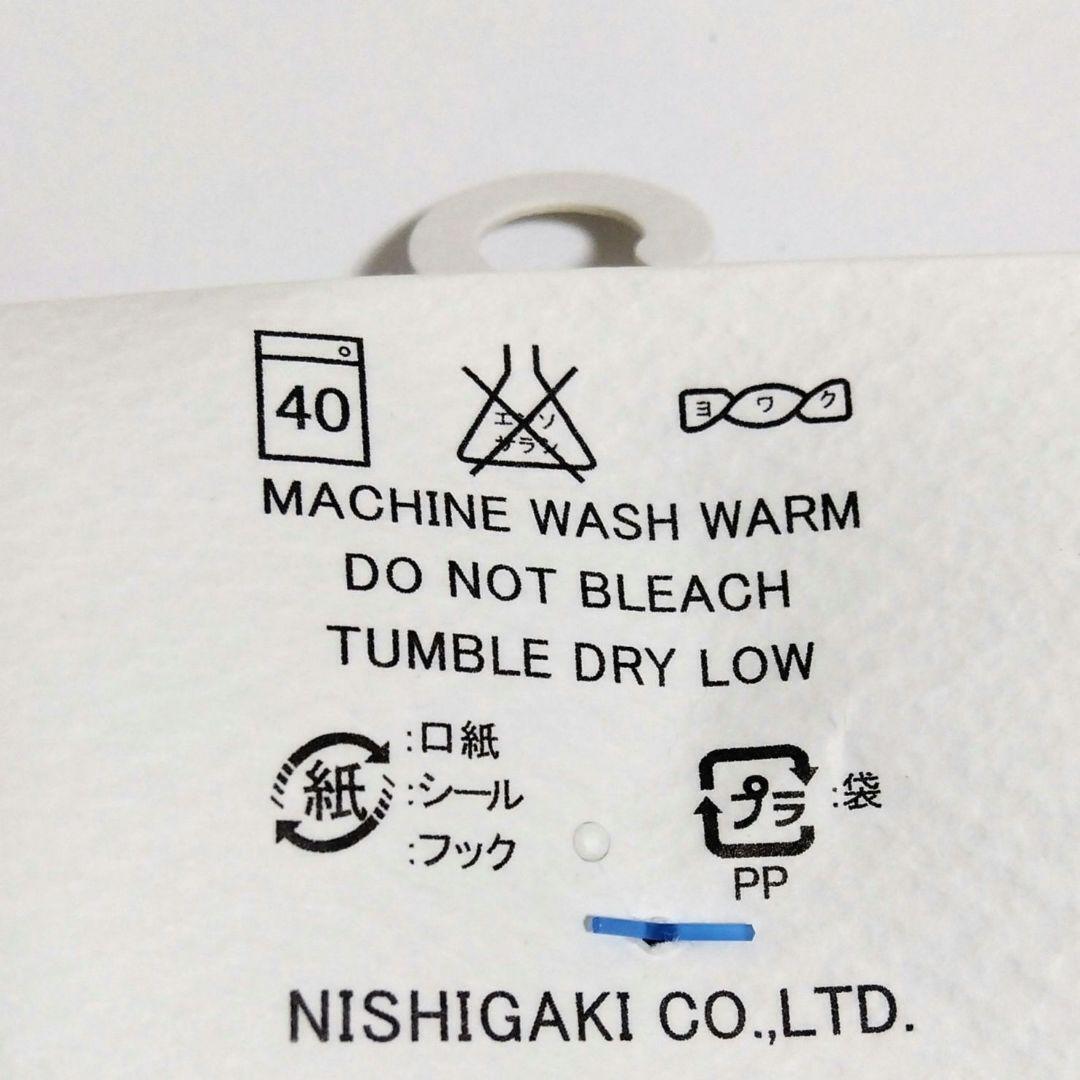 40
エンソ
サラシ
ヨワク
MACHINE WASH WARM
DO NOT BLEACH
TUMBLE DRY LOW
紙
:口紙
:シール
:フック
プラ
:袋
PP
NISHIGAKI CO.,LTD.